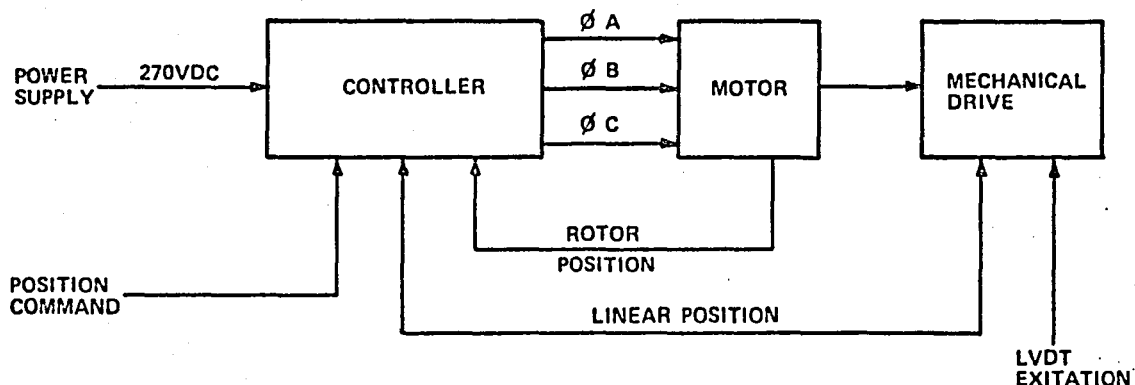 Ø A
POWER
SUPPLY
270VDC
CONTROLLER
Ø B
MOTOR
MECHANICAL
DRIVE
Ø C
ROTOR
POSITION
POSITION
COMMAND
LINEAR POSITION
LVDT
EXITATION